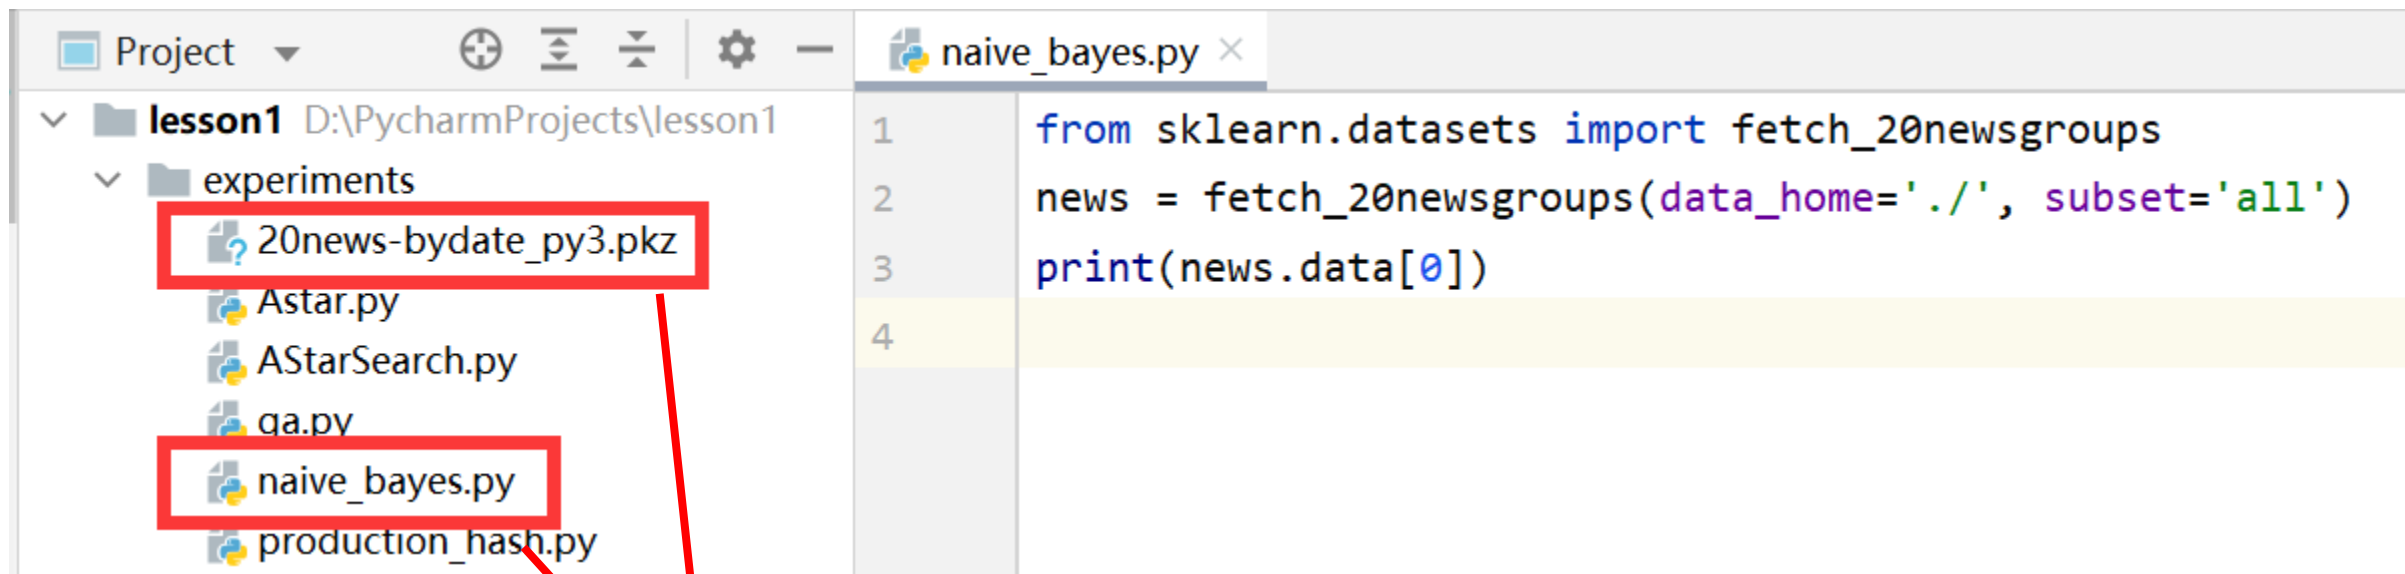 Project
lesson1 D:\PycharmProjects\lesson1
experiments
20news-bydate_py3.pkz
Astar.py
AStarSearch.py
ga.py
naive_bayes.py
production_hash.py
naive_bayes.py
1 from sklearn.datasets import fetch_20newsgroups
2 news = fetch_20newsgroups(data_home='./', subset='all')
3 print(news.data[0])
4